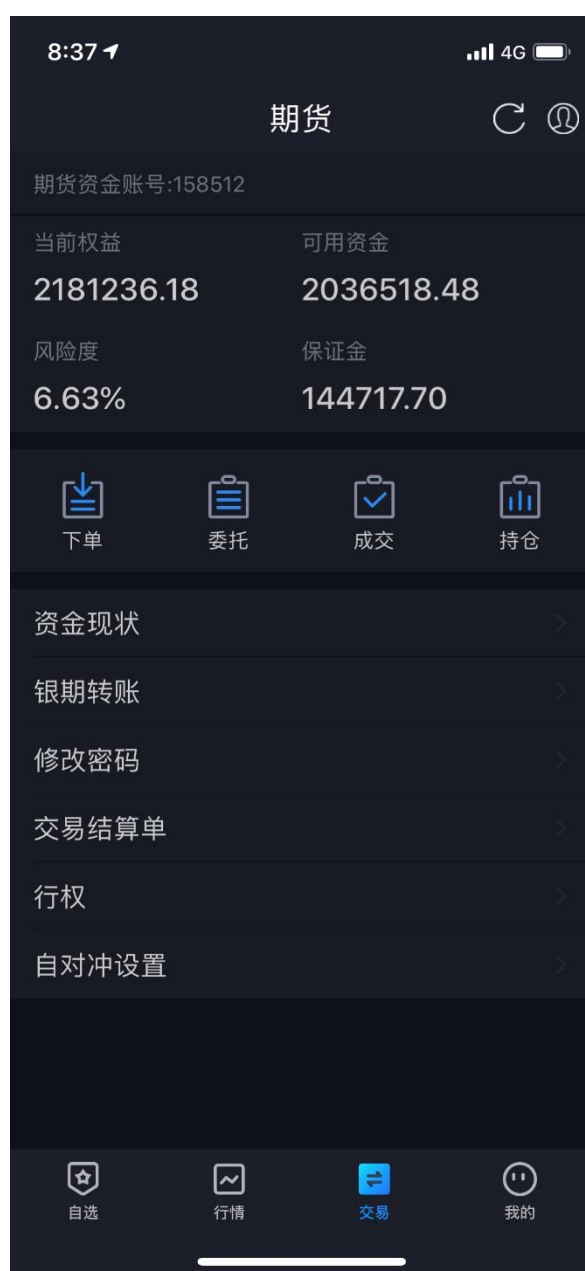 8:37
4G
期货
期货资金账号:158512
当前权益 可用资金
2181236.18 2036518.48
风险度 保证金
6.63% 144717.70
下单 委托 成交 持仓
资金现状
银期转账
修改密码
交易结算单
行权
自对冲设置
自选 行情 交易 我的